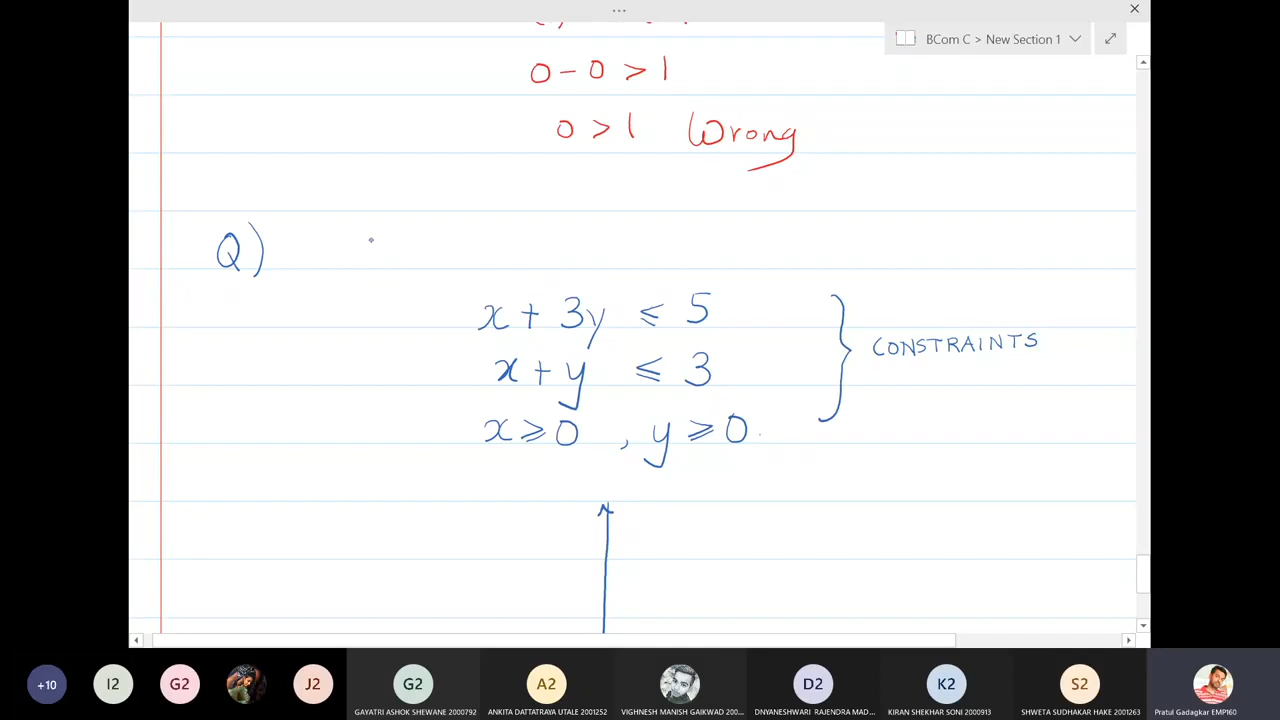 BCom C > New Section 1
0 - 0 > 1
0 > 1 Wrong
Q)
x + 3y ≤ 5
x + y ≤ 3
CONSTRAINTS
x ≥ 0 , y ≥ 0
+10
I2
G2
J2
G2
A2
D2
K2
S2
GAYATRI ASHOK SHEWANE 2000792
ANKITA DATTATRAYA UTALE 2001252
VIGHNESH MANISH GAIKWAD 200...
DNYANESHWARI RAJENDRA MAD...
KIRAN SHEKHAR SONI 2000913
SHWETA SUDHAKAR HAKE 2001263
Pratul Gadagkar EMP160